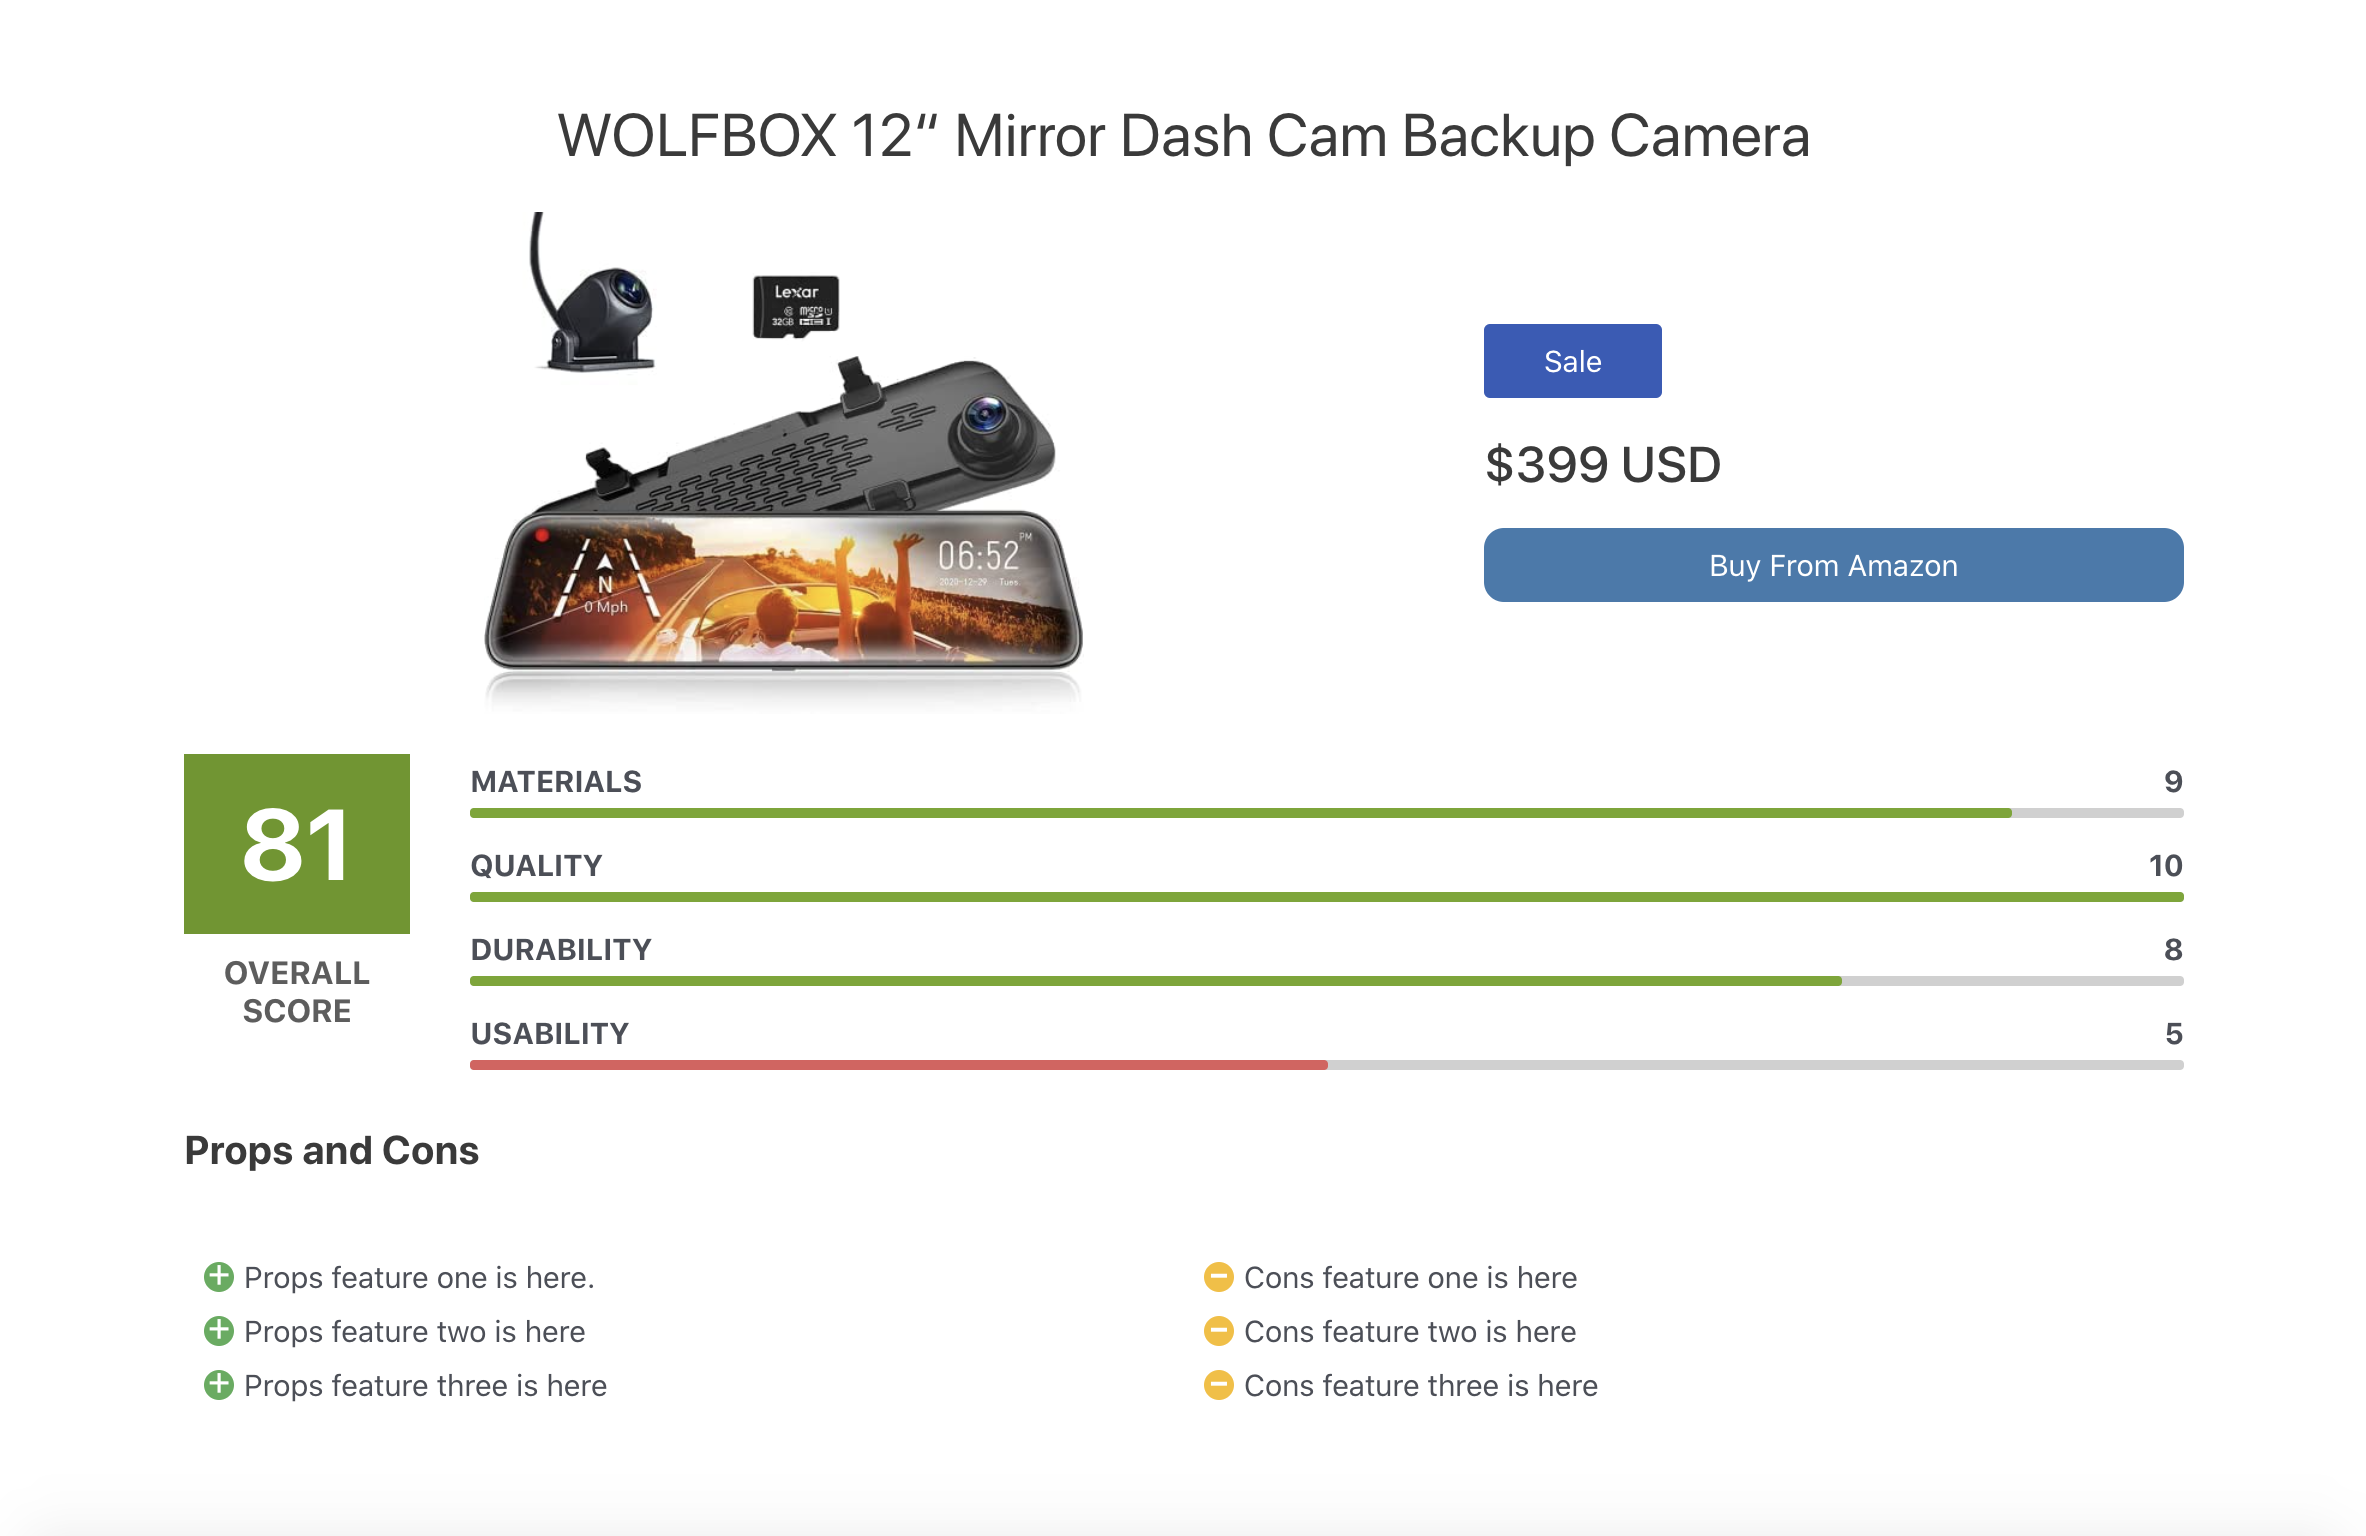 WOLFBOX 12“ Mirror Dash Cam Backup Camera
Lexar
micro
32GB HC I
Sale
$399 USD
Buy From Amazon
N
0 Mph
06:52 PM
2020-12-29 Tues.
81
OVERALL
SCORE
MATERIALS 9
QUALITY 10
DURABILITY 8
USABILITY 5
Props and Cons
Props feature one is here.
Props feature two is here
Props feature three is here
Cons feature one is here
Cons feature two is here
Cons feature three is here